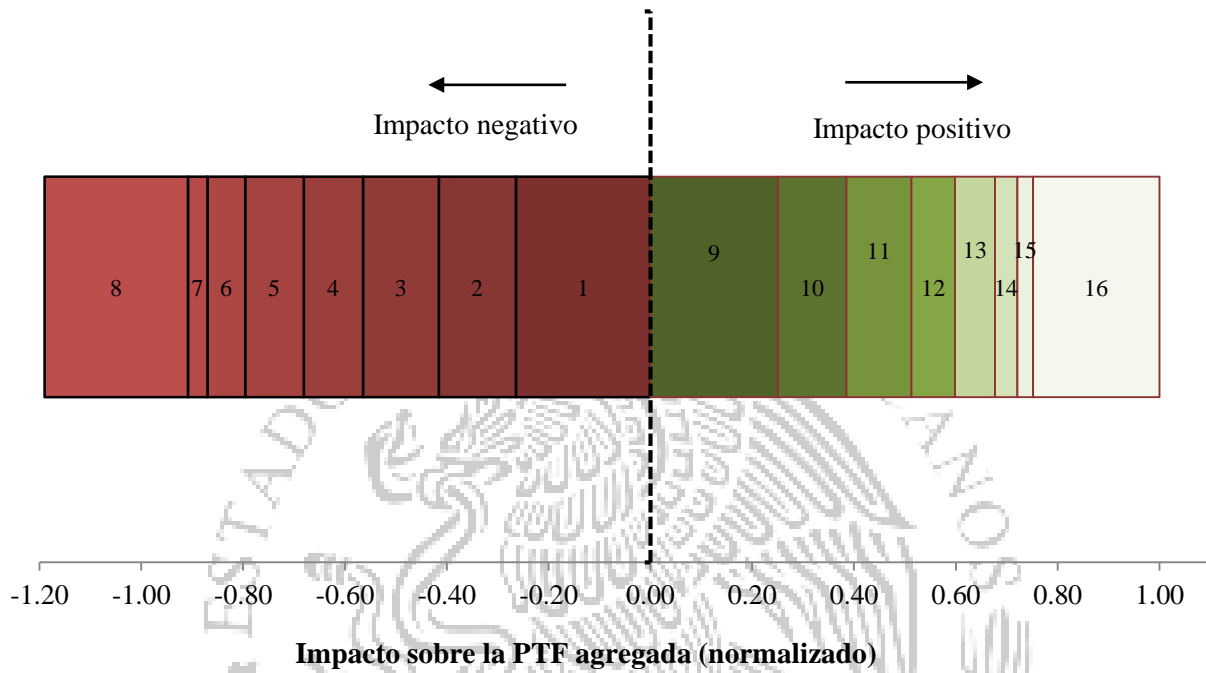 Impacto negativo
Impacto positivo
8 7 6 5 4 3 2 1 9 10 11 12 13 14 15 16
-1.20 -1.00 -0.80 -0.60 -0.40 -0.20 0.00 0.20 0.40 0.60 0.80 1.00
Impacto sobre la PTF agregada (normalizado)